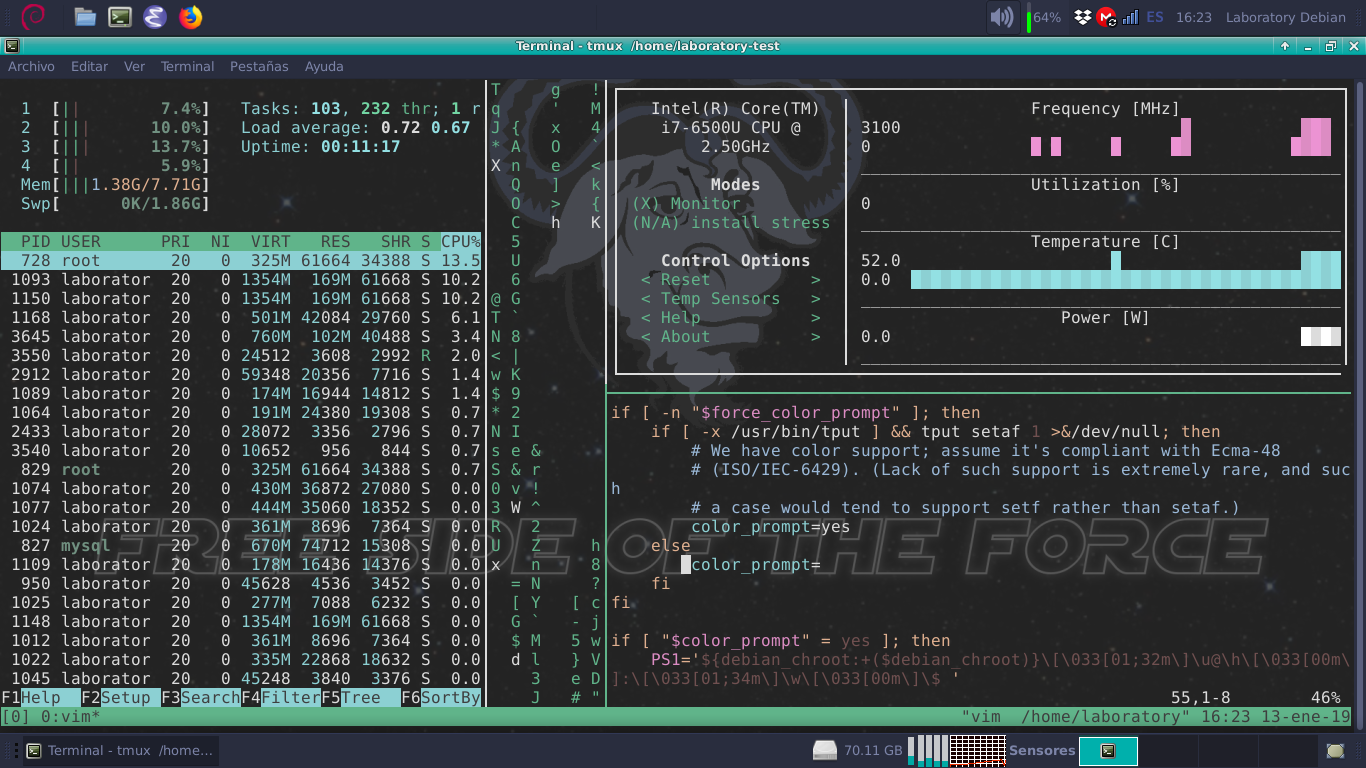 64% ES 16:23 Laboratory Debian
Terminal - tmux /home/laboratory-test
Archivo Editar Ver Terminal Pestañas Ayuda
1 [|| 7.4%] Tasks: 103, 232 thr; 1 r
2 [||| 10.0%] Load average: 0.72 0.67
3 [||| 13.7%] Uptime: 00:11:17
4 [|| 5.9%]
Mem[|||1.38G/7.71G]
Swp[ 0K/1.86G]
PID USER PRI NI VIRT RES SHR S CPU%
728 root 20 0 325M 61664 34388 S 13.5
1093 laborator 20 0 1354M 169M 61668 S 10.2
1150 laborator 20 0 1354M 169M 61668 S 10.2
1168 laborator 20 0 501M 42084 29760 S 6.1
3645 laborator 20 0 760M 102M 40488 S 3.4
3550 laborator 20 0 24512 3608 2992 R 2.0
2912 laborator 20 0 59348 20356 7716 S 1.4
1089 laborator 20 0 174M 16944 14812 S 1.4
1064 laborator 20 0 191M 24380 19308 S 0.7
2433 laborator 20 0 28072 3356 2796 S 0.7
3540 laborator 20 0 10652 956 844 S 0.7
829 root 20 0 325M 61664 34388 S 0.7
1074 laborator 20 0 430M 36872 27080 S 0.0
1077 laborator 20 0 444M 35060 18352 S 0.0
1024 laborator 20 0 361M 8696 7364 S 0.0
827 mysql 20 0 670M 74712 15308 S 0.0
1109 laborator 20 0 178M 16436 14376 S 0.0
950 laborator 20 0 45628 4536 3452 S 0.0
1025 laborator 20 0 277M 7088 6232 S 0.0
1148 laborator 20 0 1354M 169M 61668 S 0.0
1012 laborator 20 0 361M 8696 7364 S 0.0
1022 laborator 20 0 335M 22868 18632 S 0.0
1045 laborator 20 0 45248 3840 3376 S 0.0
F1Help F2Setup F3SearchF4FilterF5Tree F6SortBy
T g !
q ' M
J { x 4
* A O `
X n e <
Q ] k
O > {
C h K
5
U
6
@ G
T `
N 8
< |
w K
$ 9
* 2
N I
s e &
S & r
0 v !
3 W ^
R 2
U Z h
x n 8
= N ?
[ Y [ c
G ` - j
$ M 5 w
d l } V
3 e D
J # "
Intel(R) Core(TM)
i7-6500U CPU @
2.50GHz
Modes
(X) Monitor
(N/A) install stress
Control Options
< Reset >
< Temp Sensors >
< Help >
< About >
Frequency [MHz]
3100
0
Utilization [%]
0
Temperature [C]
52.0
0.0
Power [W]
0.0
if [ -n "$force_color_prompt" ]; then
if [ -x /usr/bin/tput ] && tput setaf 1 >&/dev/null; then
# We have color support; assume it's compliant with Ecma-48
# (ISO/IEC-6429). (Lack of such support is extremely rare, and suc
h
# a case would tend to support setf rather than setaf.)
color_prompt=yes
else
color_prompt=
fi
fi
if [ "$color_prompt" = yes ]; then
PS1='${debian_chroot:+($debian_chroot)}\[\033[01;32m\]\u@\h\[\033[00m\
]:\[\033[01;34m\]\w\[\033[00m\]\$ '
55,1-8 46%
FREE SIDE OF THE FORCE
[0] 0:vim* "vim /home/laboratory" 16:23 13-ene-19
Terminal - tmux /home... 70.11 GB Sensores